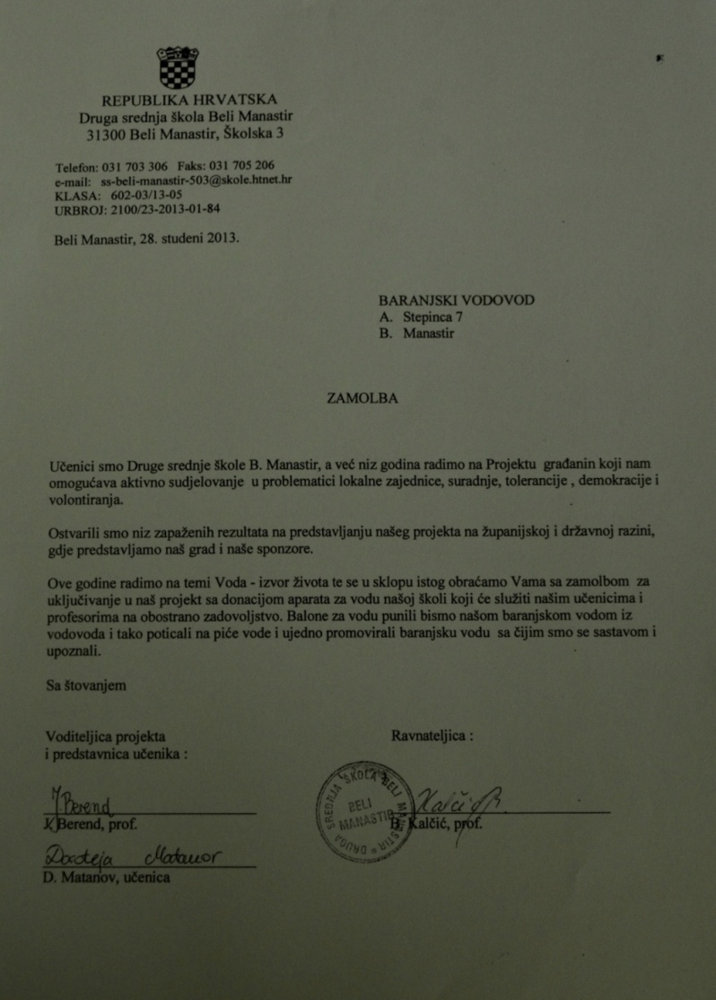 REPUBLIKA HRVATSKA
Druga srednja škola Beli Manastir
31300 Beli Manastir, Školska 3
Telefon: 031 703 306 Faks: 031 705 206
e-mail: ss-beli-manastir-503@skole.htnet.hr
KLASA: 602-03/13-05
URBROJ: 2100/23-2013-01-84
Beli Manastir, 28. studeni 2013.
BARANJSKI VODOVOD
A. Stepinca 7
B. Manastir
ZAMOLBA
Učenici smo Druge srednje škole B. Manastir, a već niz godina radimo na Projektu građanin koji nam
omogućava aktivno sudjelovanje u problematici lokalne zajednice, suradnje, tolerancije , demokracije i
volontiranja.
Ostvarili smo niz zapaženih rezultata na predstavljanju našeg projekta na županijskoj i državnoj razini,
gdje predstavljamo naš grad i naše sponzore.
Ove godine radimo na temi Voda - izvor života te se u sklopu istog obraćamo Vama sa zamolbom za
uključivanje u naš projekt sa donacijom aparata za vodu našoj školi koji će služiti našim učenicima i
profesorima na obostrano zadovoljstvo. Balone za vodu punili bismo našom baranjskom vodom iz
vodovoda i tako poticali na piće vode i ujedno promovirali baranjsku vodu sa čijim smo se sastavom i
upoznali.
Sa štovanjem
Voditeljica projekta
i predstavnica učenika :
Ravnateljica :
Berend
Berend, prof.
DRUGA SREDNJA ŠKOLA BELI MANASTIR
BELI
MANASTIR
B. Kalčić, prof.
Doroteja Matanov
D. Matanov, učenica